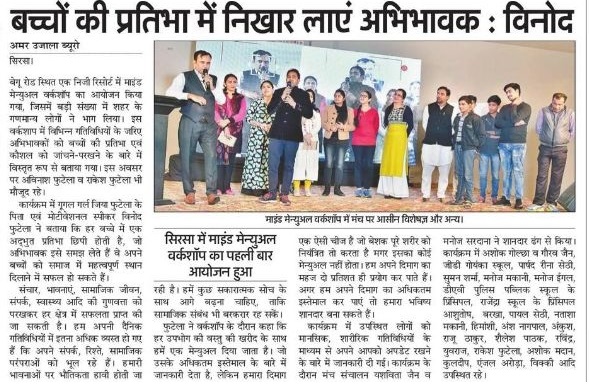 बच्चों की प्रतिभा में निखार लाएं अभिभावक : विनोद
अमर उजाला ब्यूरो
सिरसा।
बेगू रोड स्थित एक निजी रिसोर्ट में माइंड
मेन्युअल वर्कशॉप का आयोजन किया
गया, जिसमें बड़ी संख्या में शहर के
गणमान्य लोगों ने भाग लिया। इस
वर्कशाप में विभिन्न गतिविधियों के जरिए
अभिभावकों को बच्चों की प्रतिभा एवं
कौशल को जांचने-परखने के बारे में
विस्तृत रूप से बताया गया। इस अवसर
पर अविनाश फुटेला व राकेश फुटेला भी
मौजूद रहे।
कार्यक्रम में गूगल गर्ल जिया फुटेला के
पिता एवं मोटीवेशनल स्पीकर विनोद
फुटेला ने बताया कि हर बच्चे में एक
अद्भुत प्रतिभा छिपी होती है, जो
अभिभावक इसे समझ लेते हैं वे अपने
बच्चों को समाज में महत्वपूर्ण स्थान
दिलाने में सफल हो सकते हैं।
संचार, भावनाएं, सामाजिक जीवन,
संपर्क, स्वास्थ्य आदि की गुणवत्ता को
परखकर हर क्षेत्र में सफलता प्राप्त की
जा सकती है। हम अपनी दैनिक
गतिविधियों में इतना अधिक व्यस्त हो गए
हैं कि अपने संपर्क, रिश्ते, सामाजिक
परंपराओं को भूल रहे हैं। हमारी
भावनाओं पर भौतिकता हावी होती जा
माइंड मेन्युअल वर्कशॉप में मंच पर आसीन विशेषज्ञ और अन्य।
सिरसा में माइंड मेन्युअल
वर्कशॉप का पहली बार
आयोजन हुआ
रही है। हमें कुछ सकारात्मक सोच के
साथ आगे बढ़ना चाहिए, ताकि
सामाजिक संबंध भी बरकरार रह सकें।
फुटेला ने वर्कशॉप के दौरान कहा कि
हर उपभोग की वस्तु की खरीद के साथ
हमें एक मेन्युअल दिया जाता है। जो
उसके अधिकतम इस्तेमाल के बारे में
जानकारी देता है, लेकिन हमारा दिमाग
एक ऐसी चीज है जो बेशक पूरे शरीर को
नियंत्रित तो करता है मगर इसका कोई
मेन्युअल नहीं होता। हम अपने दिमाग का
महज दो प्रतिशत ही प्रयोग कर पाते हैं।
अगर हम अपने दिमाग का अधिकतम
इस्तेमाल कर पाएं तो हमारा भविष्य
शानदार बना सकते हैं।
कार्यक्रम में उपस्थित लोगों को
मानसिक, शारीरिक गतिविधियों के
माध्यम से अपने आपको अपडेट रखने
के बारे में जानकारी दी गई। कार्यक्रम के
दौरान मंच संचालन यशवित्ता जैन व
मनोज सरदाना ने शानदार ढंग से किया।
कार्यक्रम में अशोक गोलछा व गौरव जैन,
जीडी गोयंका स्कूल, पार्षद रीना सेठी,
सुमन शर्मा, मनोज मकानी, मनोज ईगल,
डीएवी पुलिस पब्लिक स्कूल के
प्रिंसिपल, राजेंद्रा स्कूल के प्रिंसिपल
आशुतोष, बरखा, पायल सेठी, नताशा
मकानी, हिमांशी, अंश नागपाल, अंकुश,
राजू ठाकुर, शैलेश पाठक, रविंद्र,
युवराज, राकेश फुटेला, अशोक मदान,
कुलदीप, एंजल अरोड़ा, विक्की आदि
उपस्थित रहे।